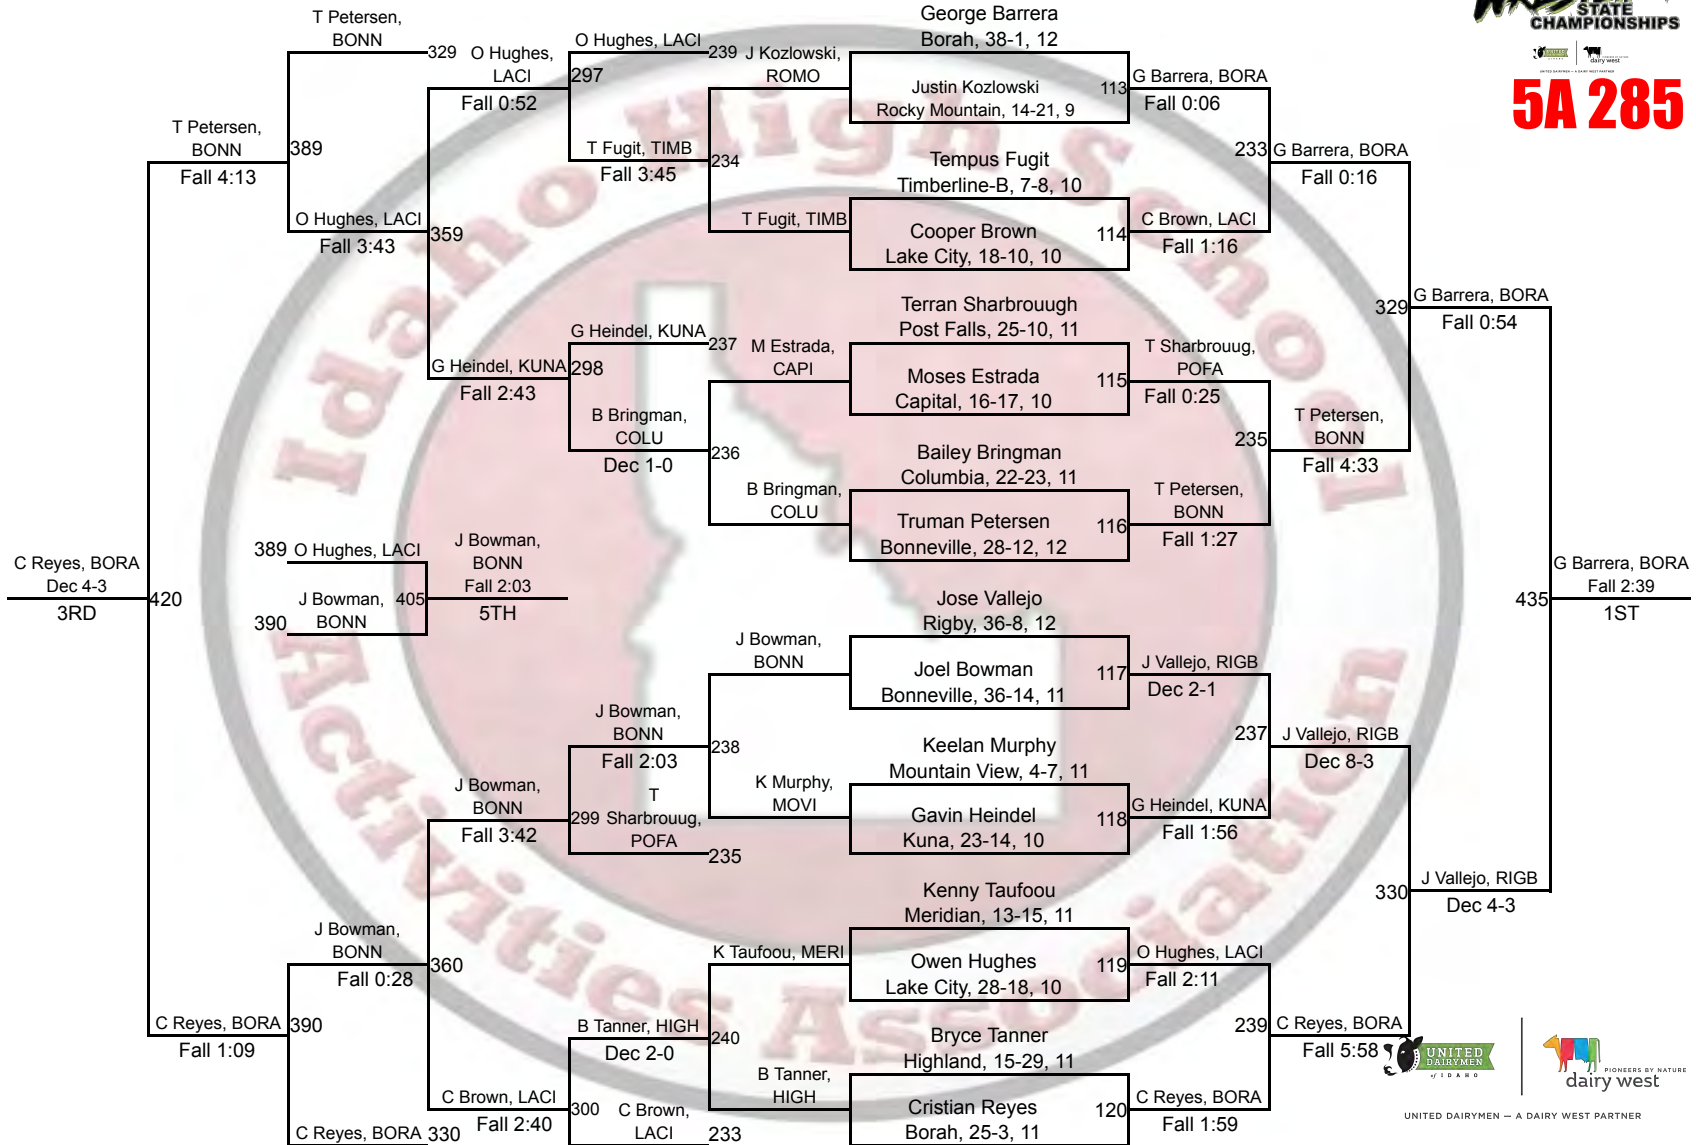 STATE
CHAMPIONSHIPS
dairy west
UNITED DAIRYMEN — A DAIRY WEST PARTNER
5A 285
Idaho High School
Activities Association
T Petersen,
BONN
329
O Hughes, LACI
239
O Hughes,
LACI
Fall 0:52
297
T Petersen,
BONN
Fall 4:13
389
T Fugit, TIMB
Fall 3:45
234
O Hughes, LACI
Fall 3:43
359
J Kozlowski,
ROMO
T Fugit, TIMB
George Barrera
Borah, 38-1, 12
Justin Kozlowski
Rocky Mountain, 14-21, 9
113
G Barrera, BORA
Fall 0:06
Tempus Fugit
Timberline-B, 7-8, 10
Cooper Brown
Lake City, 18-10, 10
114
C Brown, LACI
Fall 1:16
233
G Barrera, BORA
Fall 0:16
G Heindel, KUNA
237
G Heindel, KUNA
Fall 2:43
298
B Bringman,
COLU
Dec 1-0
236
M Estrada,
CAPI
B Bringman,
COLU
Terran Sharbrouugh
Post Falls, 25-10, 11
Moses Estrada
Capital, 16-17, 10
115
T Sharbrouug,
POFA
Fall 0:25
Bailey Bringman
Columbia, 22-23, 11
Truman Petersen
Bonneville, 28-12, 12
116
T Petersen,
BONN
Fall 1:27
235
T Petersen,
BONN
Fall 4:33
329
G Barrera, BORA
Fall 0:54
C Reyes, BORA
Dec 4-3
3RD
420
389
O Hughes, LACI
390
J Bowman,
BONN
405
J Bowman,
BONN
Fall 2:03
5TH
435
G Barrera, BORA
Fall 2:39
1ST
J Bowman,
BONN
K Murphy,
MOVI
Jose Vallejo
Rigby, 36-8, 12
Joel Bowman
Bonneville, 36-14, 11
117
J Vallejo, RIGB
Dec 2-1
Keelan Murphy
Mountain View, 4-7, 11
Gavin Heindel
Kuna, 23-14, 10
118
G Heindel, KUNA
Fall 1:56
237
J Vallejo, RIGB
Dec 8-3
J Bowman,
BONN
Fall 2:03
238
J Bowman,
BONN
Fall 3:42
299
T
Sharbrouug,
POFA
235
J Bowman,
BONN
Fall 0:28
360
C Reyes, BORA
Fall 1:09
390
C Reyes, BORA
330
C Brown, LACI
Fall 2:40
300
B Tanner, HIGH
Dec 2-0
240
C Brown,
LACI
233
K Taufoou, MERI
B Tanner,
HIGH
Kenny Taufoou
Meridian, 13-15, 11
Owen Hughes
Lake City, 28-18, 10
119
O Hughes, LACI
Fall 2:11
Bryce Tanner
Highland, 15-29, 11
Cristian Reyes
Borah, 25-3, 11
120
C Reyes, BORA
Fall 1:59
239
C Reyes, BORA
Fall 5:58
330
J Vallejo, RIGB
Dec 4-3
UNITED
DAIRYMEN
of IDAHO
PIONEERS BY NATURE
dairy west
UNITED DAIRYMEN — A DAIRY WEST PARTNER